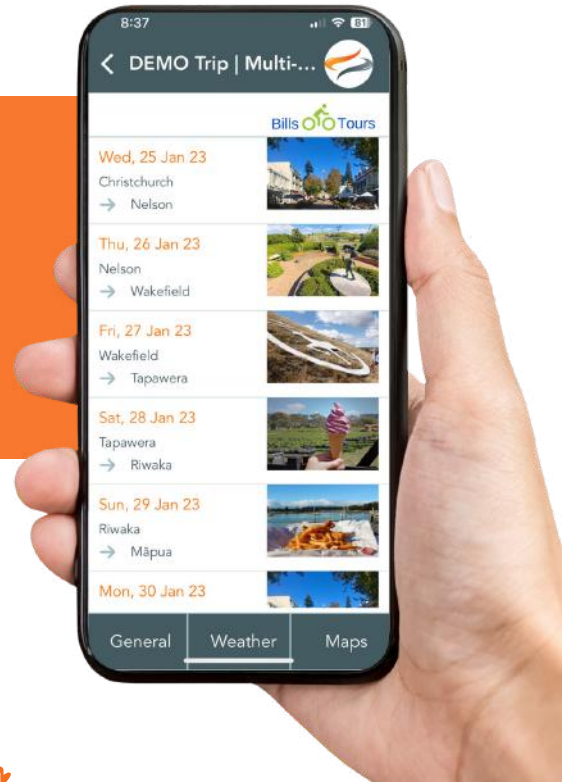 8:37
81
DEMO Trip | Multi-...
Bills Tours
Wed, 25 Jan 23
Christchurch
→ Nelson
Thu, 26 Jan 23
Nelson
→ Wakefield
Fri, 27 Jan 23
Wakefield
→ Tapawera
Sat, 28 Jan 23
Tapawera
→ Riwaka
Sun, 29 Jan 23
Riwaka
→ Māpua
Mon, 30 Jan 23
General Weather Maps